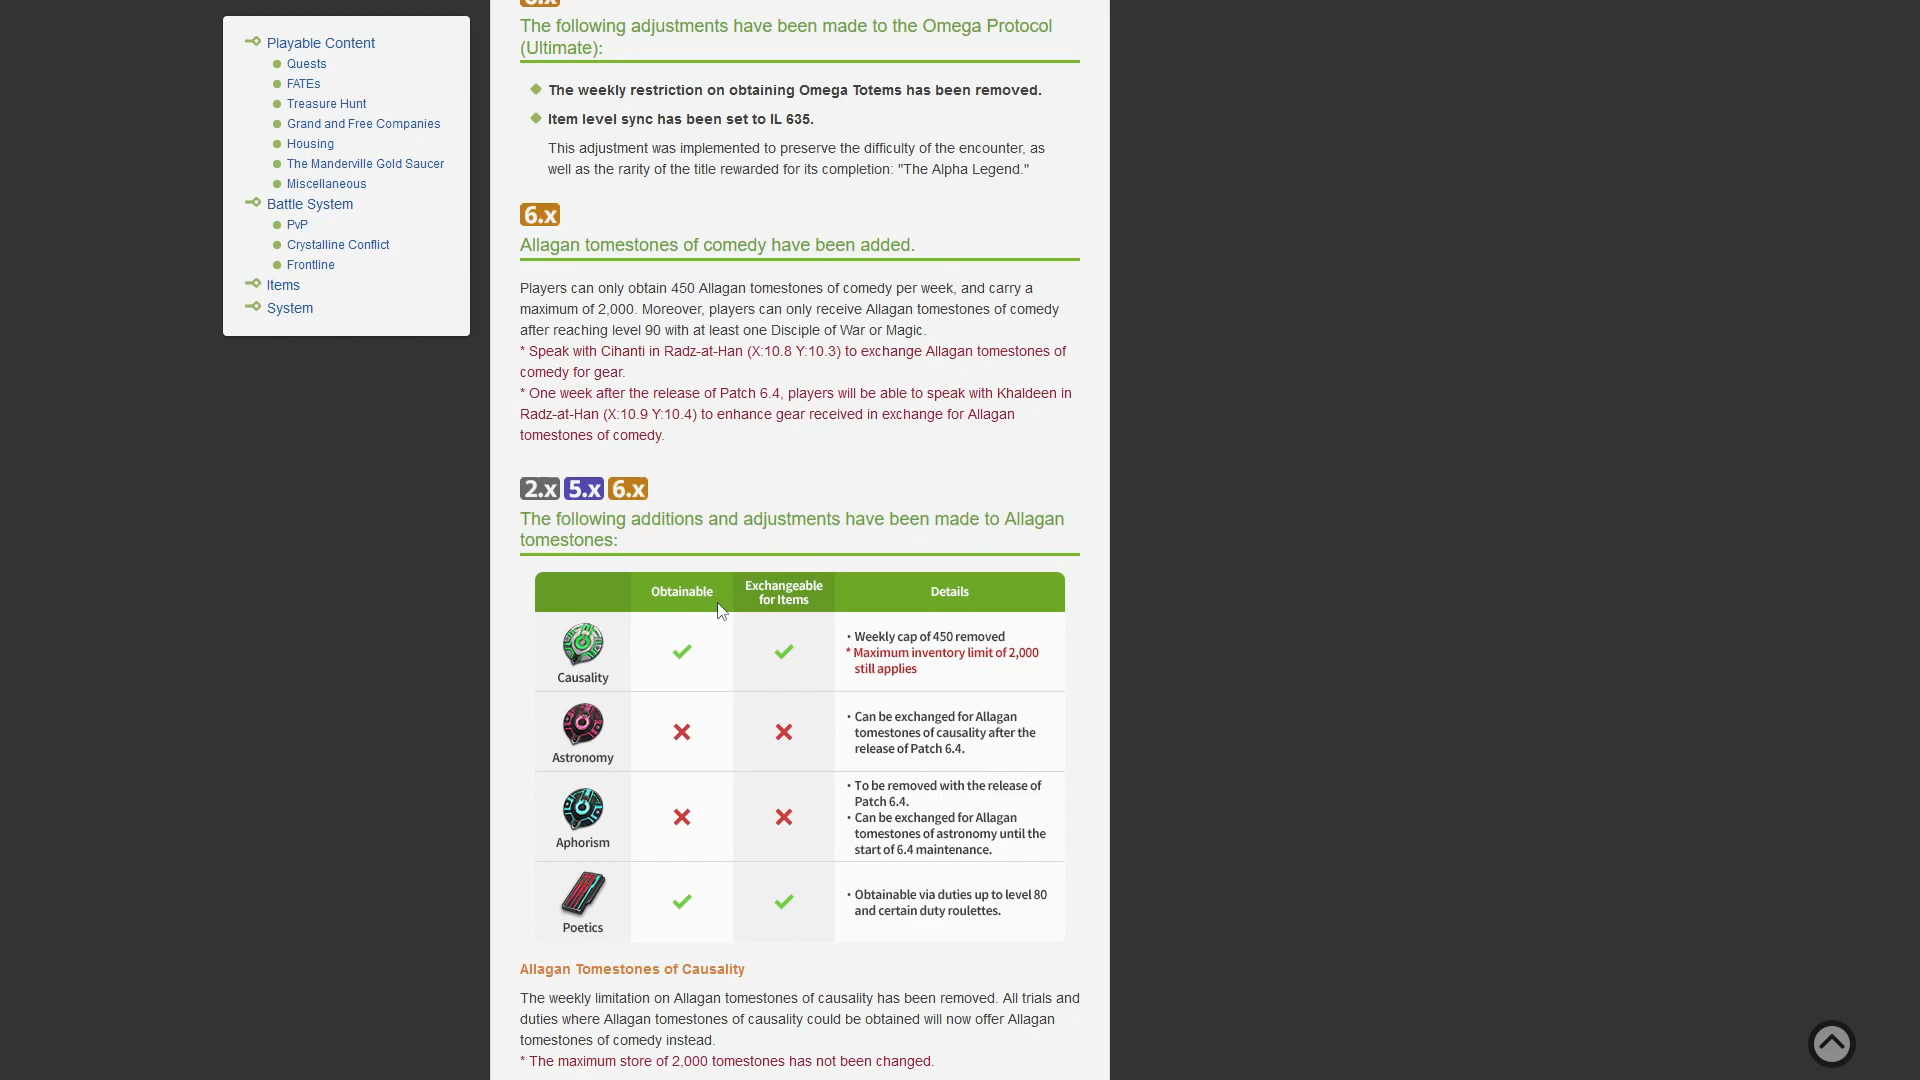 Playable Content
Quests
FATEs
Treasure Hunt
Grand and Free Companies
Housing
The Manderville Gold Saucer
Miscellaneous
Battle System
PvP
Crystalline Conflict
Frontline
Items
System
6.x
The following adjustments have been made to the Omega Protocol
(Ultimate):
The weekly restriction on obtaining Omega Totems has been removed.
Item level sync has been set to IL 635.
This adjustment was implemented to preserve the difficulty of the encounter, as
well as the rarity of the title rewarded for its completion: "The Alpha Legend."
6.x
Allagan tomestones of comedy have been added.
Players can only obtain 450 Allagan tomestones of comedy per week, and carry a
maximum of 2,000. Moreover, players can only receive Allagan tomestones of comedy
after reaching level 90 with at least one Disciple of War or Magic.
* Speak with Cihanti in Radz-at-Han (X:10.8 Y:10.3) to exchange Allagan tomestones of
comedy for gear.
* One week after the release of Patch 6.4, players will be able to speak with Khaldeen in
Radz-at-Han (X:10.9 Y:10.4) to enhance gear received in exchange for Allagan
tomestones of comedy.
2.x 5.x 6.x
The following additions and adjustments have been made to Allagan
tomestones:
Obtainable
Exchangeable
for Items
Details
Causality
・Weekly cap of 450 removed
* Maximum inventory limit of 2,000
still applies
Astronomy
・Can be exchanged for Allagan
tomestones of causality after the
release of Patch 6.4.
Aphorism
・To be removed with the release of
Patch 6.4.
・Can be exchanged for Allagan
tomestones of astronomy until the
start of 6.4 maintenance.
Poetics
・Obtainable via duties up to level 80
and certain duty roulettes.
Allagan Tomestones of Causality
The weekly limitation on Allagan tomestones of causality has been removed. All trials and
duties where Allagan tomestones of causality could be obtained will now offer Allagan
tomestones of comedy instead.
* The maximum store of 2,000 tomestones has not been changed.